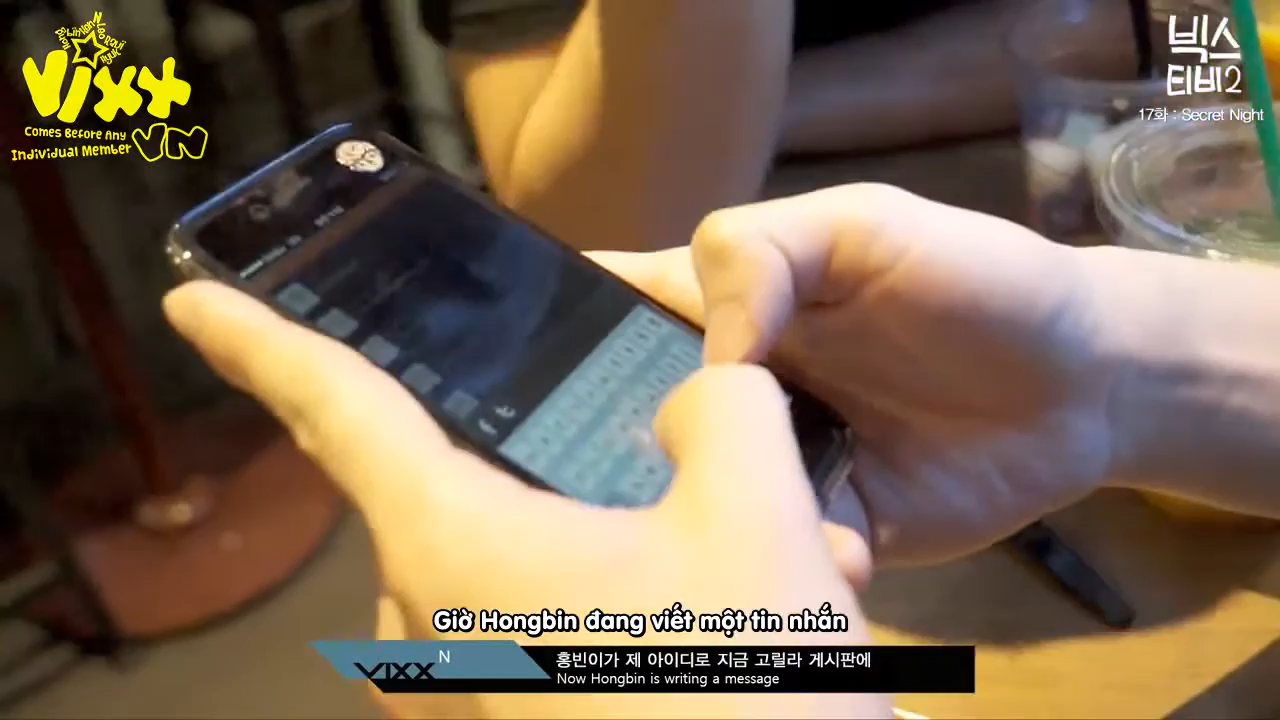 VIXX
Comes Before Any
Individual Member
VN
빅스
티비2
17화 : Secret Night
Giờ Hongbin đang viết một tin nhắn
VIXX N
홍빈이가 제 아이디로 지금 고릴라 게시판에
Now Hongbin is writing a message